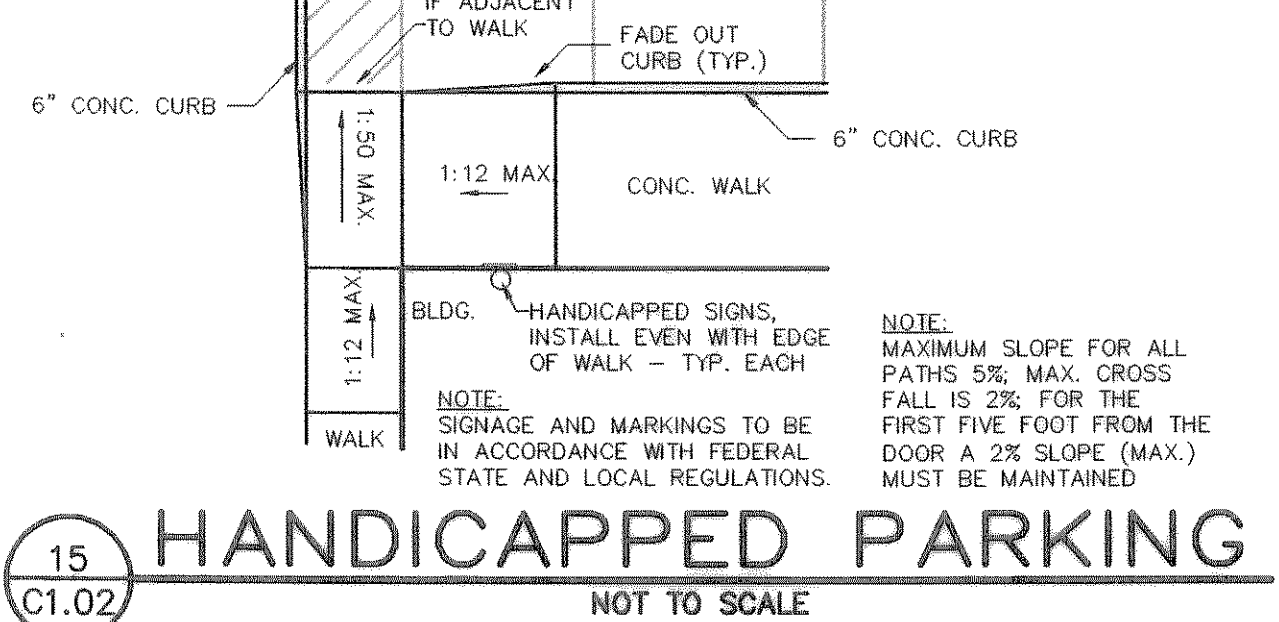 IF ADJACENT
TO WALK
FADE OUT
CURB (TYP.)
6" CONC. CURB
6" CONC. CURB
1:50 MAX.
1:12 MAX
CONC. WALK
1:12 MAX
BLDG.
HANDICAPPED SIGNS,
INSTALL EVEN WITH EDGE
OF WALK – TYP. EACH
WALK
NOTE:
SIGNAGE AND MARKINGS TO BE
IN ACCORDANCE WITH FEDERAL
STATE AND LOCAL REGULATIONS.
NOTE:
MAXIMUM SLOPE FOR ALL
PATHS 5%; MAX. CROSS
FALL IS 2%; FOR THE
FIRST FIVE FOOT FROM THE
DOOR A 2% SLOPE (MAX.)
MUST BE MAINTAINED
15
C1.02
HANDICAPPED PARKING
NOT TO SCALE